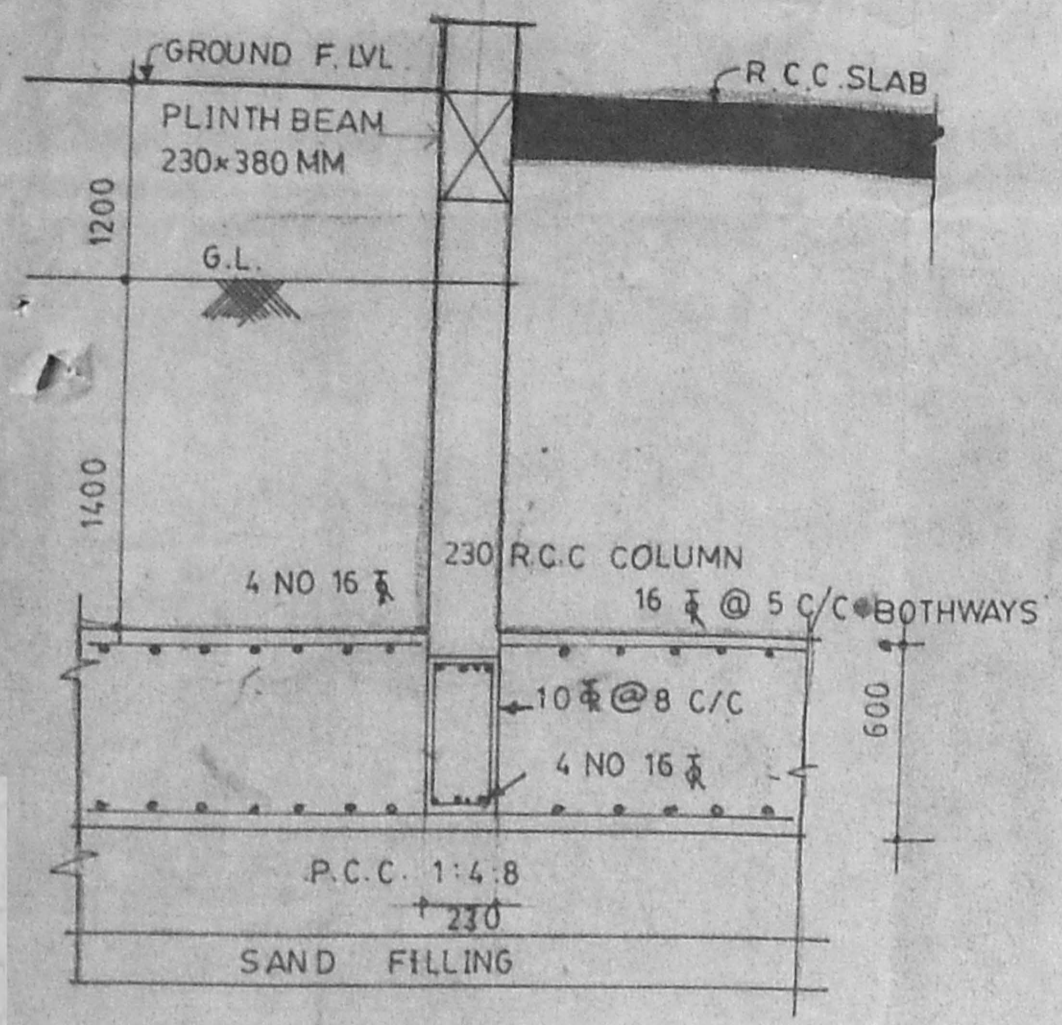 GROUND F. LVL.
R.C.C. SLAB
PLINTH BEAM
230x380 MM
1200
G.L.
1400
230 R.C.C COLUMN
4 NO 16
16 @ 5 C/C BOTHWAYS
10 @ 8 C/C
600
4 NO 16
P.C.C. 1:4:8
230
SAND FILLING